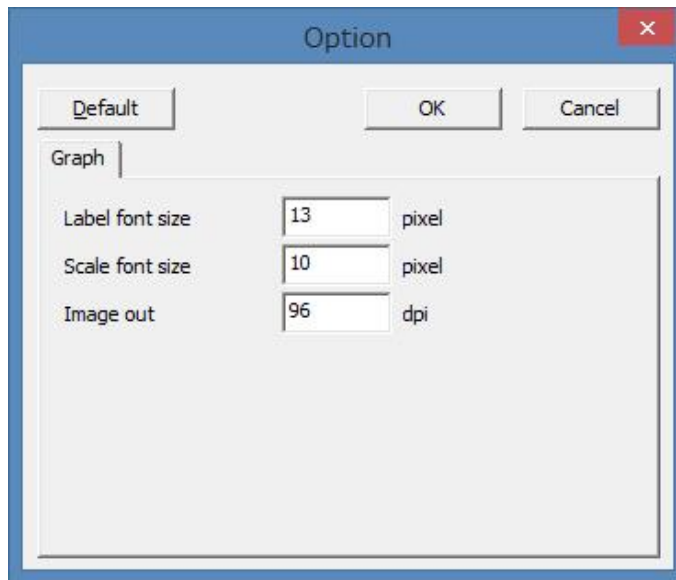 Option
Default OK Cancel
Graph
Label font size 13 pixel
Scale font size 10 pixel
Image out 96 dpi